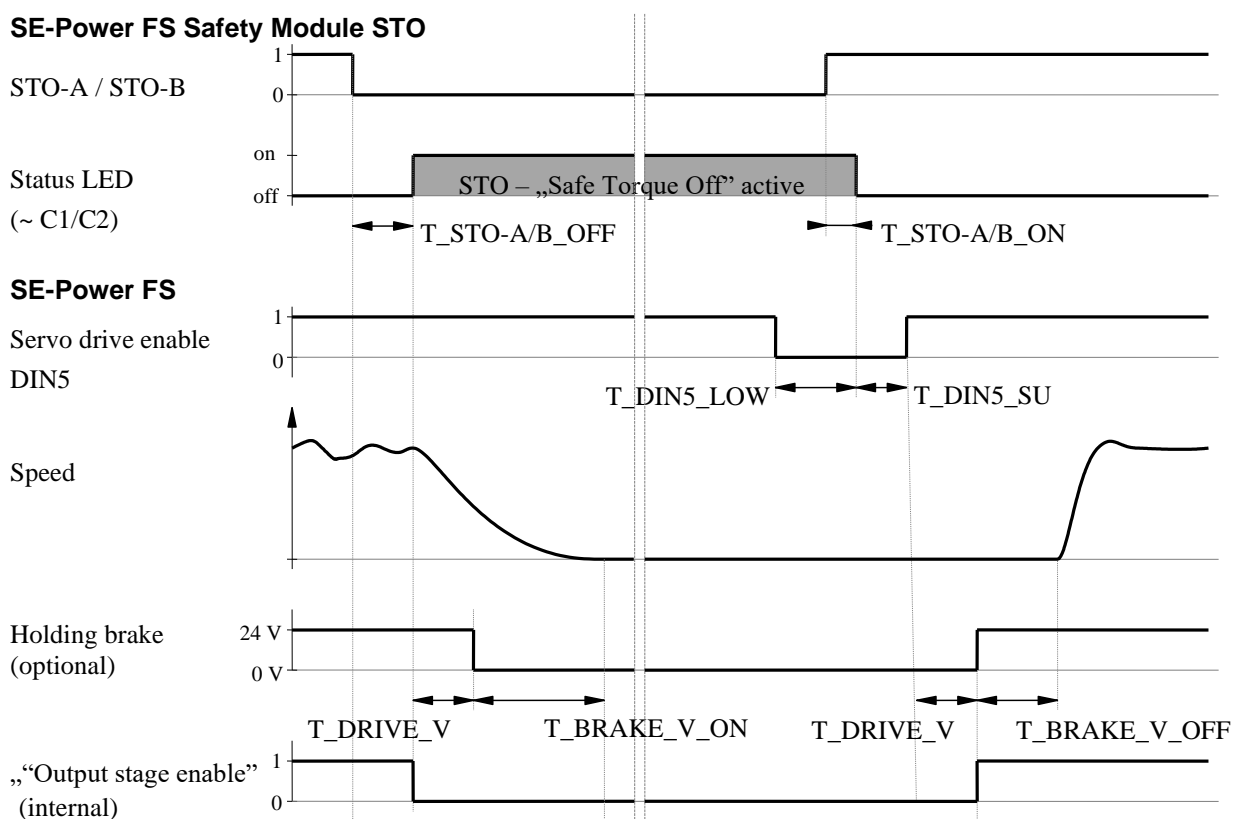 SE-Power FS Safety Module STO
1
STO-A / STO-B
0
on
Status LED
STO – „Safe Torque Off” active
off
(~ C1/C2)
T_STO-A/B_OFF
T_STO-A/B_ON
SE-Power FS
1
Servo drive enable
0
DIN5
T_DIN5_LOW
T_DIN5_SU
Speed
Holding brake
24 V
(optional)
0 V
T_DRIVE_V
T_BRAKE_V_ON
T_DRIVE_V
T_BRAKE_V_OFF
„“Output stage enable”
1
(internal)
0